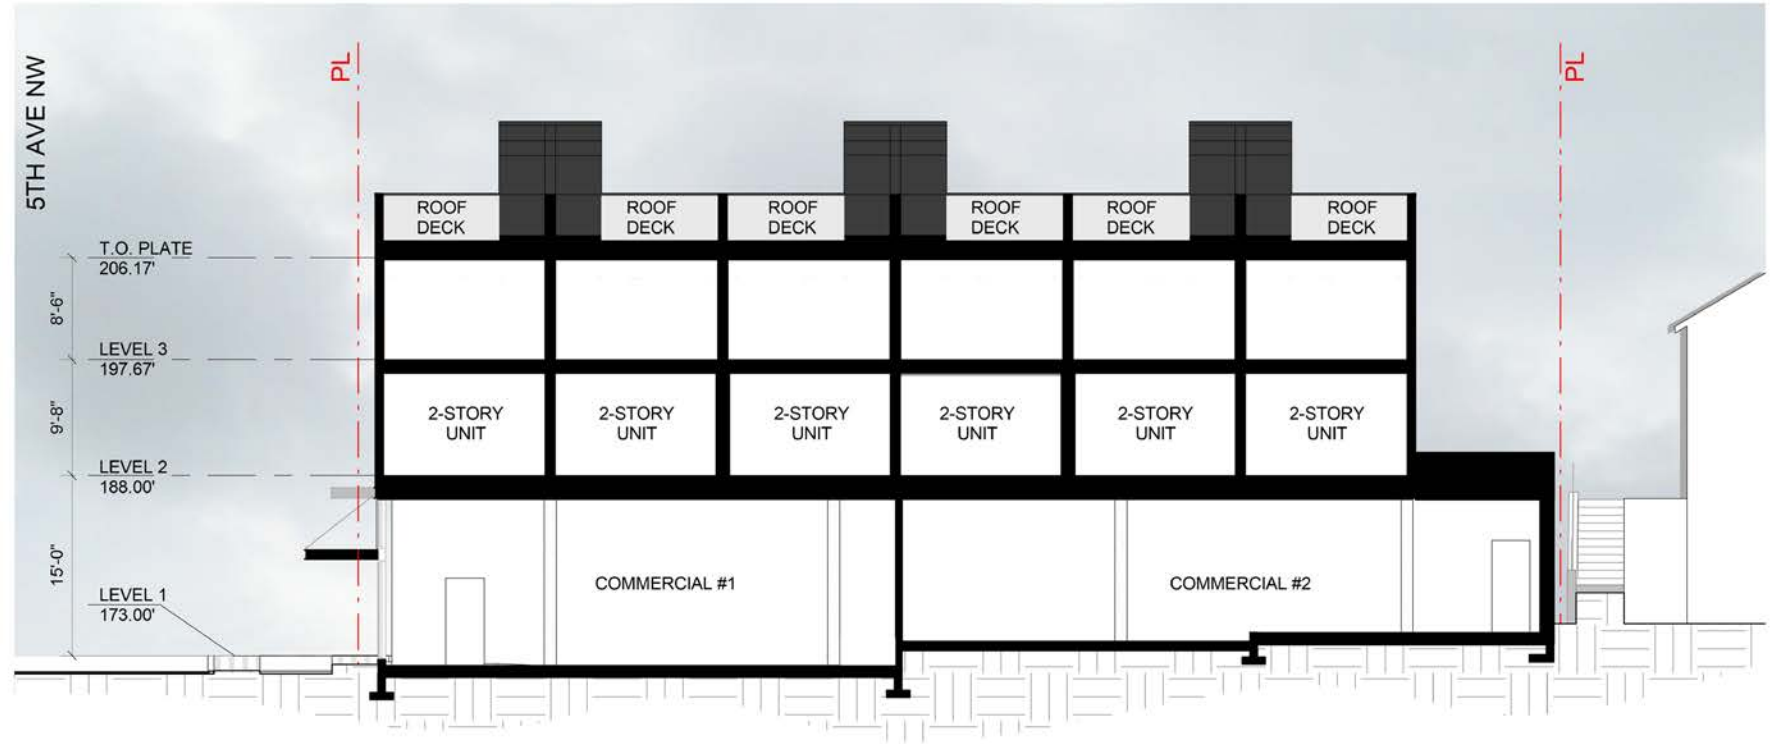 5TH AVE NW
PL
PL
ROOF
DECK
ROOF
DECK
ROOF
DECK
ROOF
DECK
ROOF
DECK
ROOF
DECK
T.O. PLATE
206.17'
8'-6"
LEVEL 3
197.67'
9'-8"
2-STORY
UNIT
2-STORY
UNIT
2-STORY
UNIT
2-STORY
UNIT
2-STORY
UNIT
2-STORY
UNIT
LEVEL 2
188.00'
15'-0"
COMMERCIAL #1
COMMERCIAL #2
LEVEL 1
173.00'